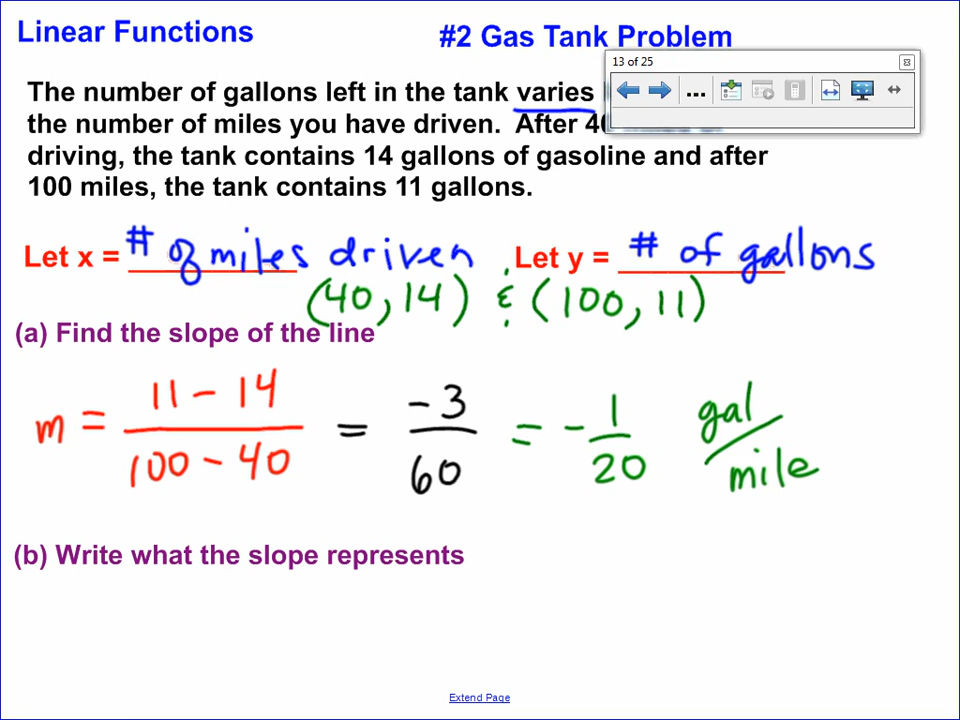 Linear Functions
#2 Gas Tank Problem
13 of 25
...
The number of gallons left in the tank varies
the number of miles you have driven. After 40
driving, the tank contains 14 gallons of gasoline and after
100 miles, the tank contains 11 gallons.
Let x = # of miles driven Let y = # of gallons
(40, 14) & (100, 11)
(a) Find the slope of the line
m = 11 - 14 / 100 - 40 = -3 / 60 = - 1 / 20 gal / mile
(b) Write what the slope represents
Extend Page